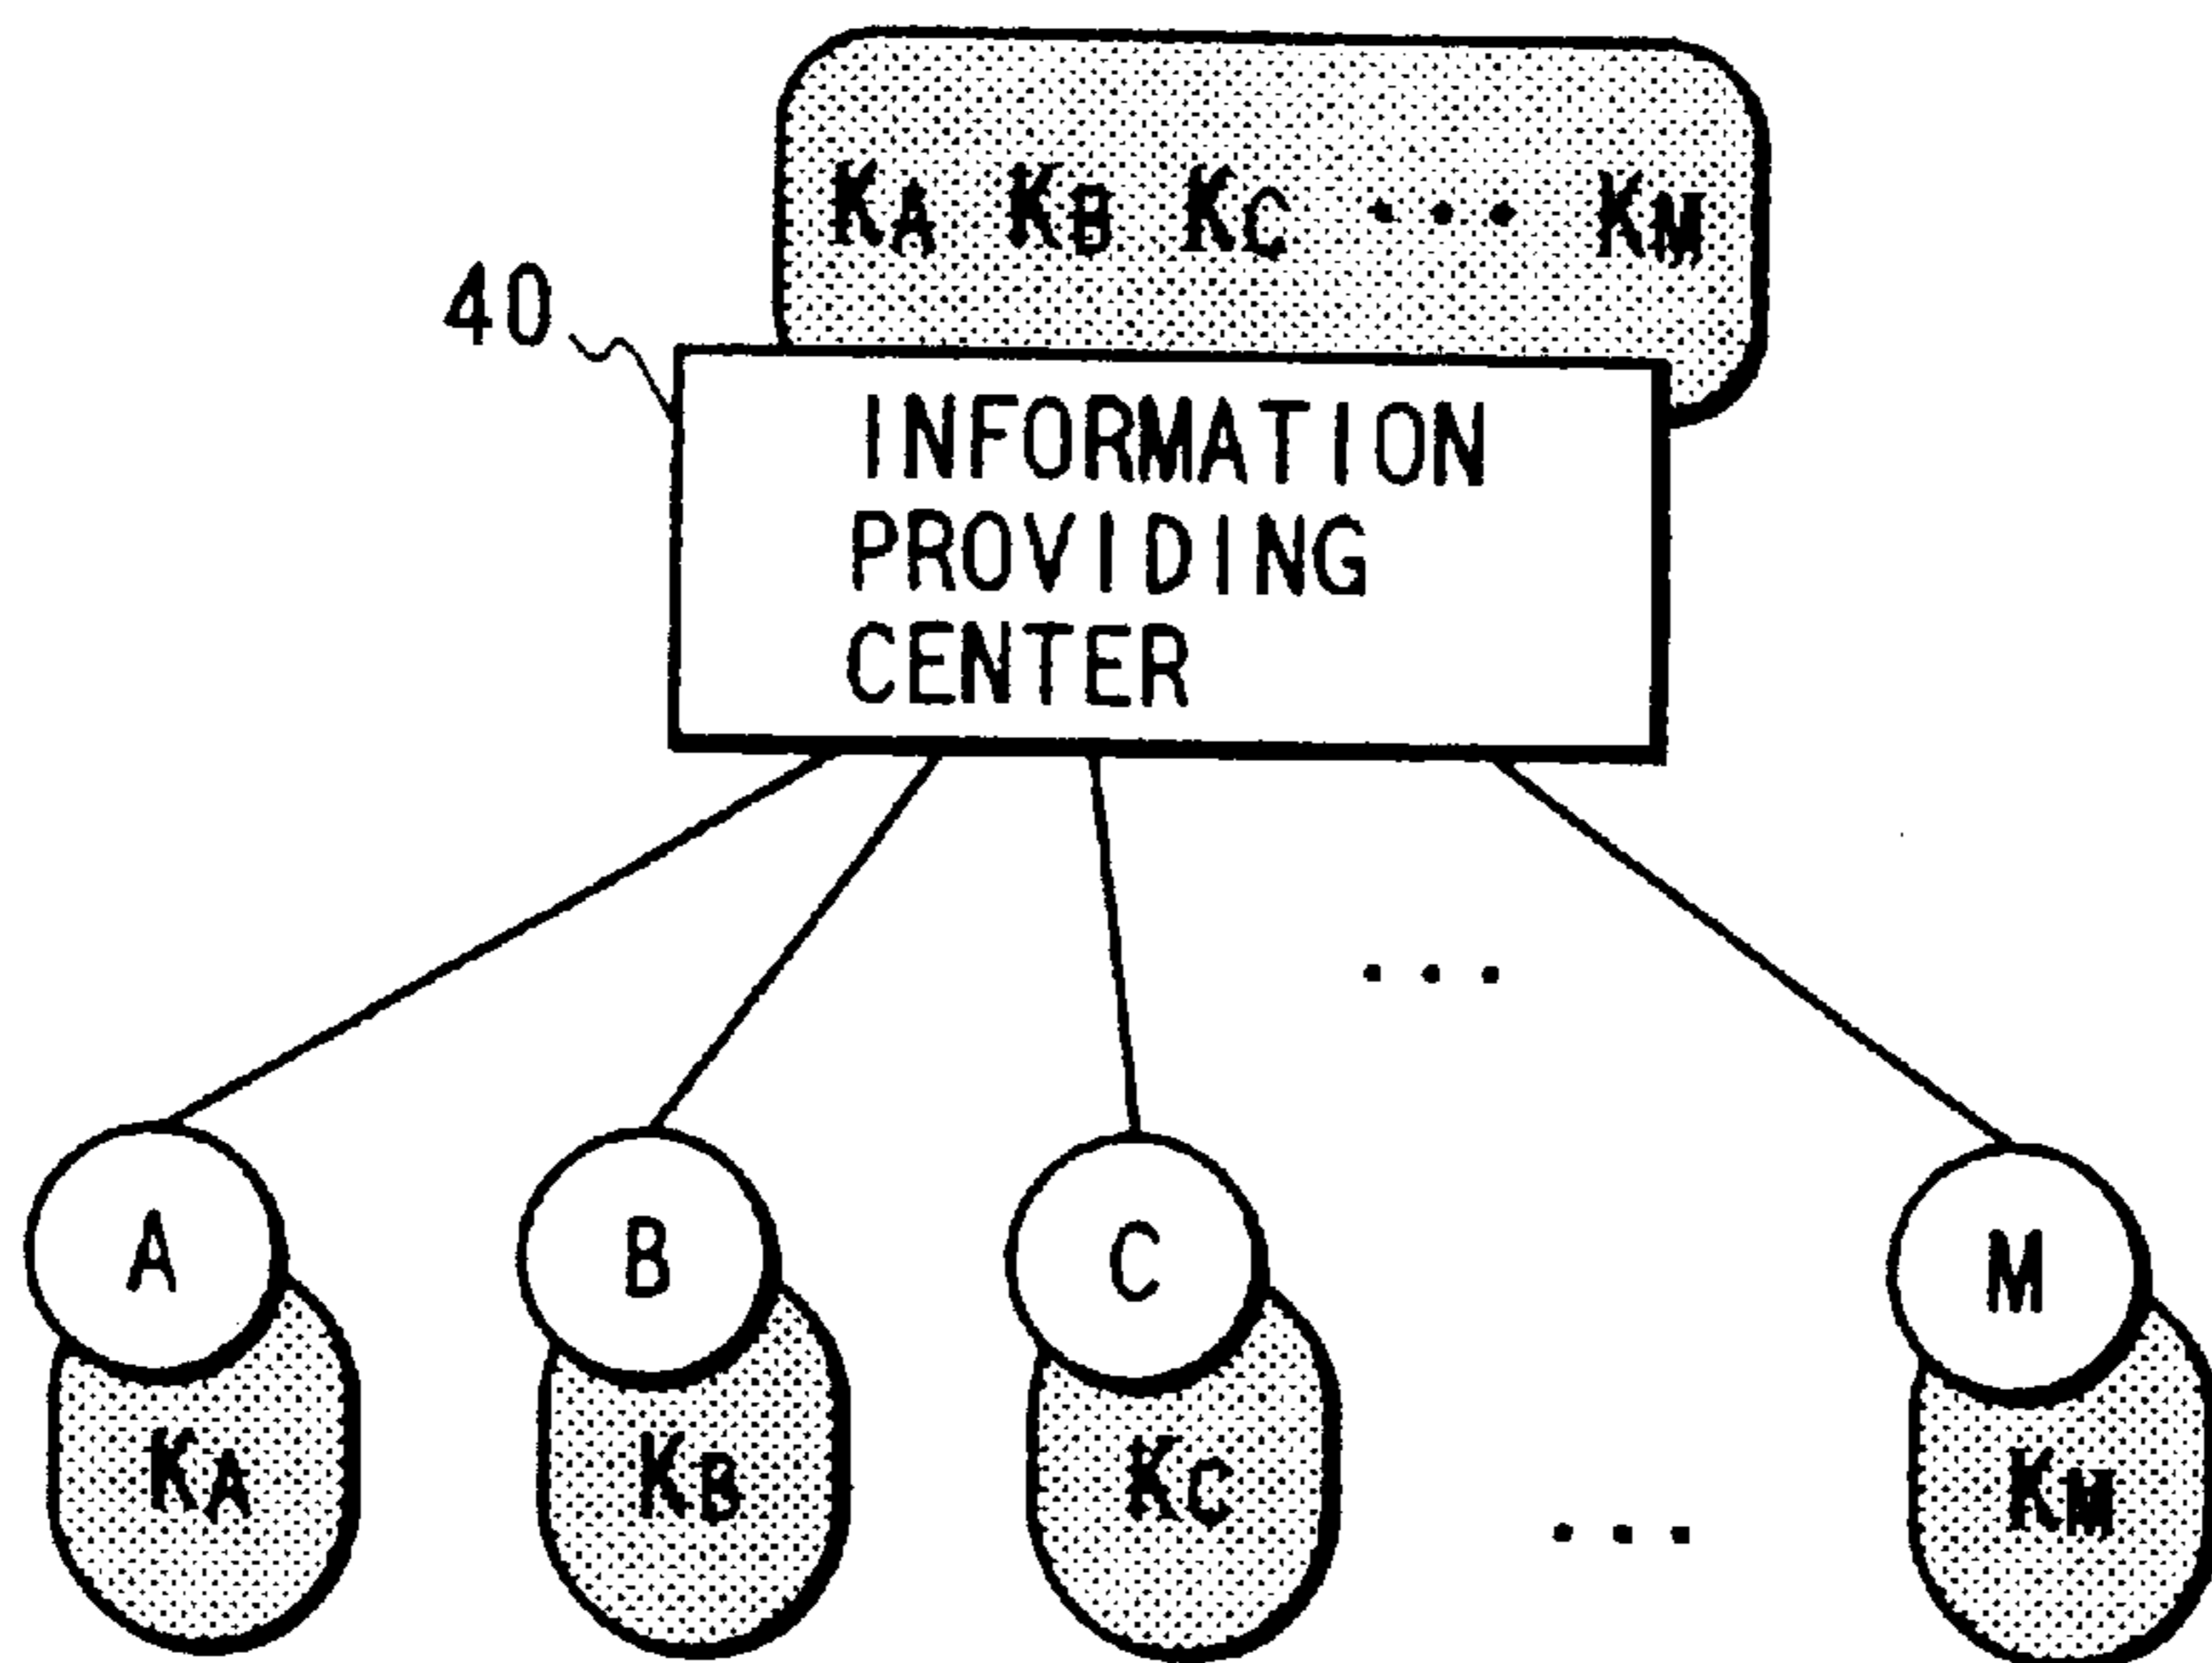 KA KB KC ... KM
40
INFORMATION
PROVIDING
CENTER
...
A B C M
KA KB KC ... KM